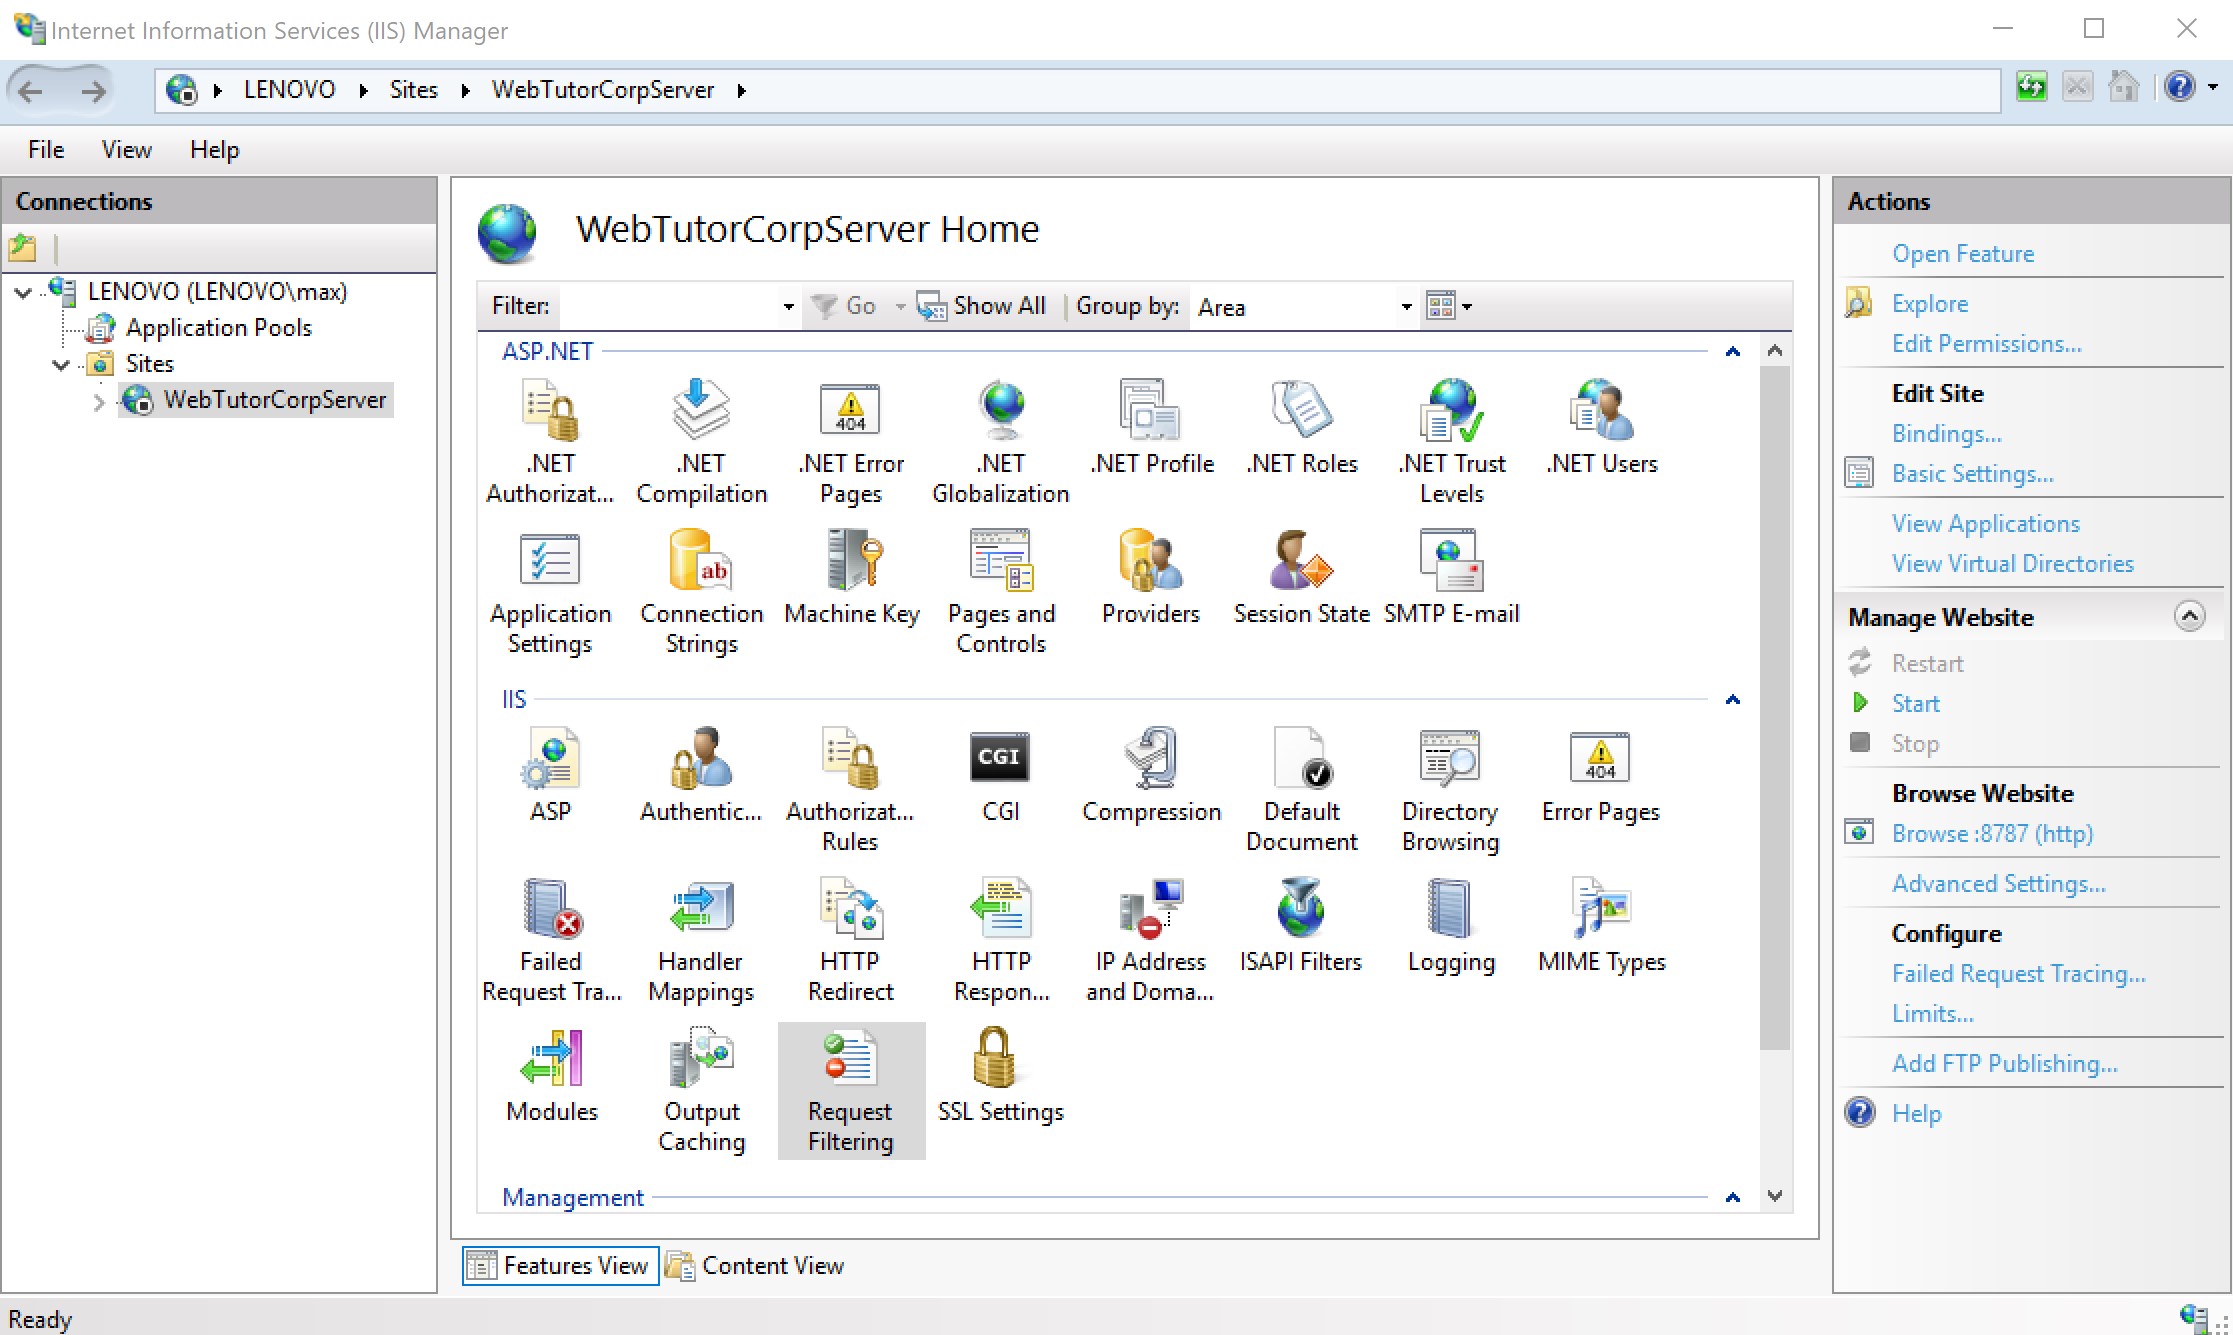 Internet Information Services (IIS) Manager
LENOVO
Sites
WebTutorCorpServer
File
View
Help
Connections
LENOVO (LENOVO\max)
Application Pools
Sites
WebTutorCorpServer
WebTutorCorpServer Home
Filter:
Go
Show All
Group by:
Area
ASP.NET
.NET
Authorizat...
.NET
Compilation
404
.NET Error
Pages
.NET
Globalization
.NET Profile
.NET Roles
.NET Trust
Levels
.NET Users
Application
Settings
ab
Connection
Strings
Machine Key
Pages and
Controls
Providers
Session State
SMTP E-mail
IIS
ASP
Authentic...
Authorizat...
Rules
CGI
CGI
Compression
Default
Document
Directory
Browsing
404
Error Pages
Failed
Request Tra...
Handler
Mappings
HTTP
Redirect
HTTP
Respon...
IP Address
and Doma...
ISAPI Filters
Logging
MIME Types
Modules
Output
Caching
Request
Filtering
SSL Settings
Management
Features View
Content View
Actions
Open Feature
Explore
Edit Permissions...
Edit Site
Bindings...
Basic Settings...
View Applications
View Virtual Directories
Manage Website
Restart
Start
Stop
Browse Website
Browse :8787 (http)
Advanced Settings...
Configure
Failed Request Tracing...
Limits...
Add FTP Publishing...
Help
Ready